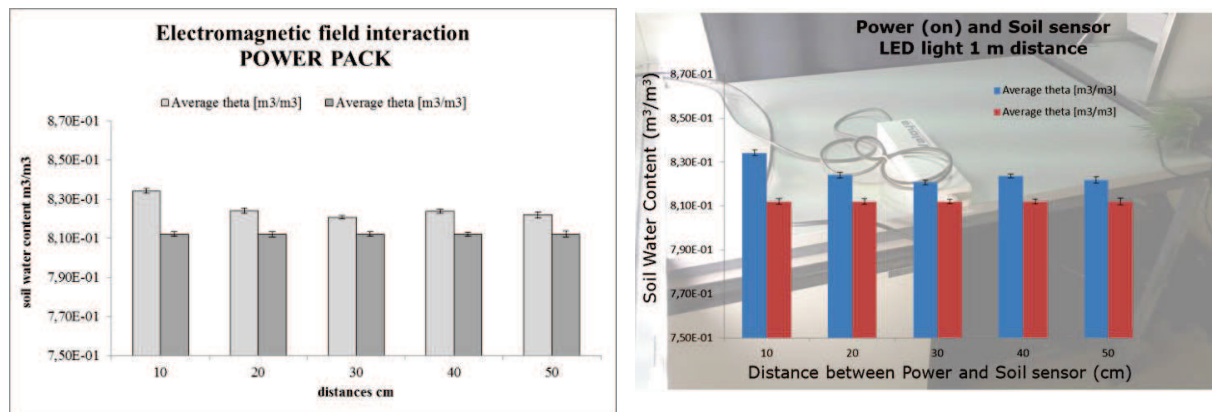 Electromagnetic field interaction
POWER PACK
Average theta [m3/m3] Average theta [m3/m3]
soil water content m3/m3
8,70E-01
8,50E-01
8,30E-01
8,10E-01
7,90E-01
7,70E-01
7,50E-01
10 20 30 40 50
distances cm
Power (on) and Soil sensor
LED light 1 m distance
Average theta [m3/m3]
Average theta [m3/m3]
Soil Water Content (m³/m³)
8,70E-01
8,50E-01
8,30E-01
8,10E-01
7,90E-01
7,70E-01
7,50E-01
10 20 30 40 50
Distance between Power and Soil sensor (cm)